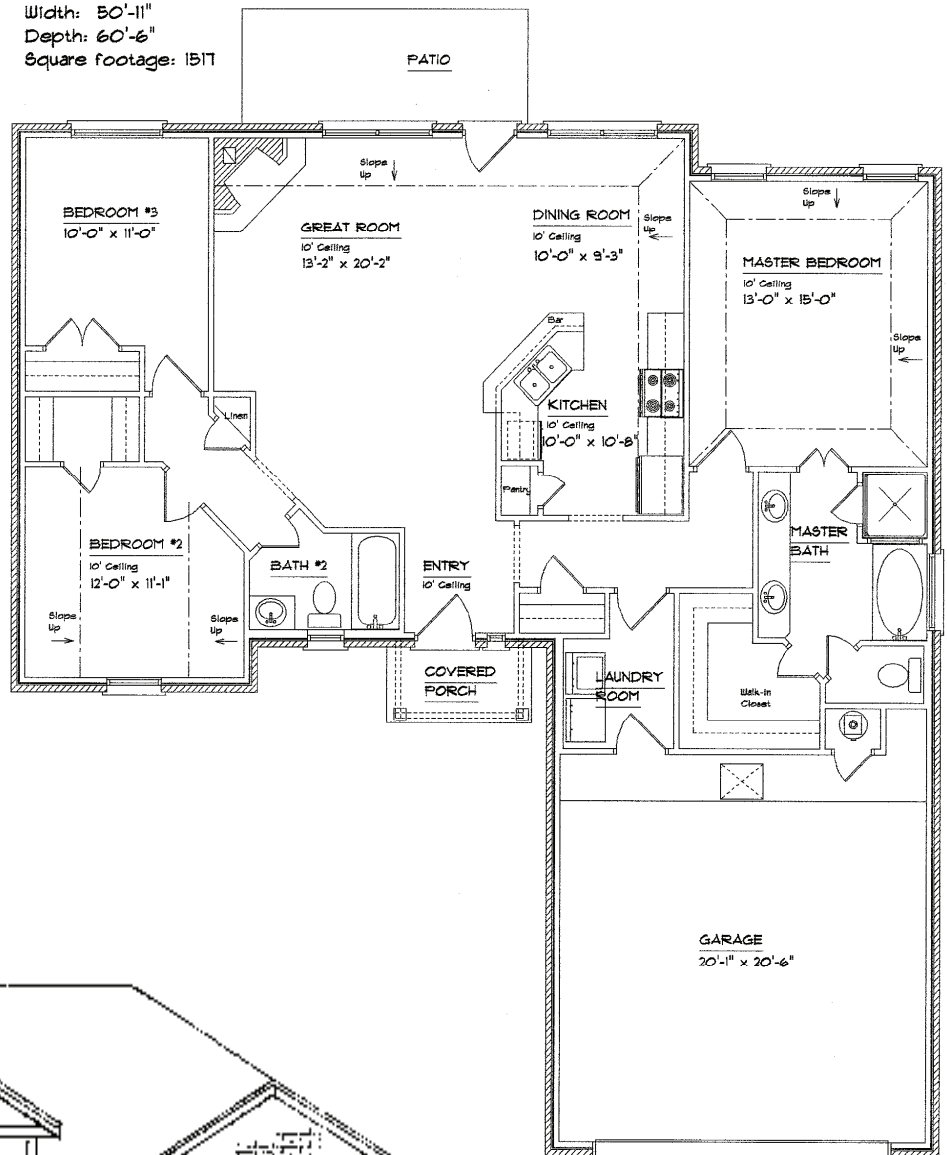 Width: 50'-11"
Depth: 60'-6"
Square footage: 1517
PATIO
Slope
Up
BEDROOM #3
10'-0" x 11'-0"
GREAT ROOM
10' Ceiling
13'-2" x 20'-2"
DINING ROOM
10' Ceiling
10'-0" x 9'-3"
Slope
Up
Slope
Up
MASTER BEDROOM
10' Ceiling
13'-0" x 15'-0"
Slope
Up
Bar
KITCHEN
10' Ceiling
10'-0" x 10'-8"
Linen
Pantry
MASTER
BATH
BEDROOM #2
10' Ceiling
12'-0" x 11'-1"
Slope
Up
Slope
Up
BATH #2
ENTRY
10' Ceiling
COVERED
PORCH
LAUNDRY
ROOM
Walk-in
Closet
GARAGE
20'-1" x 20'-6"